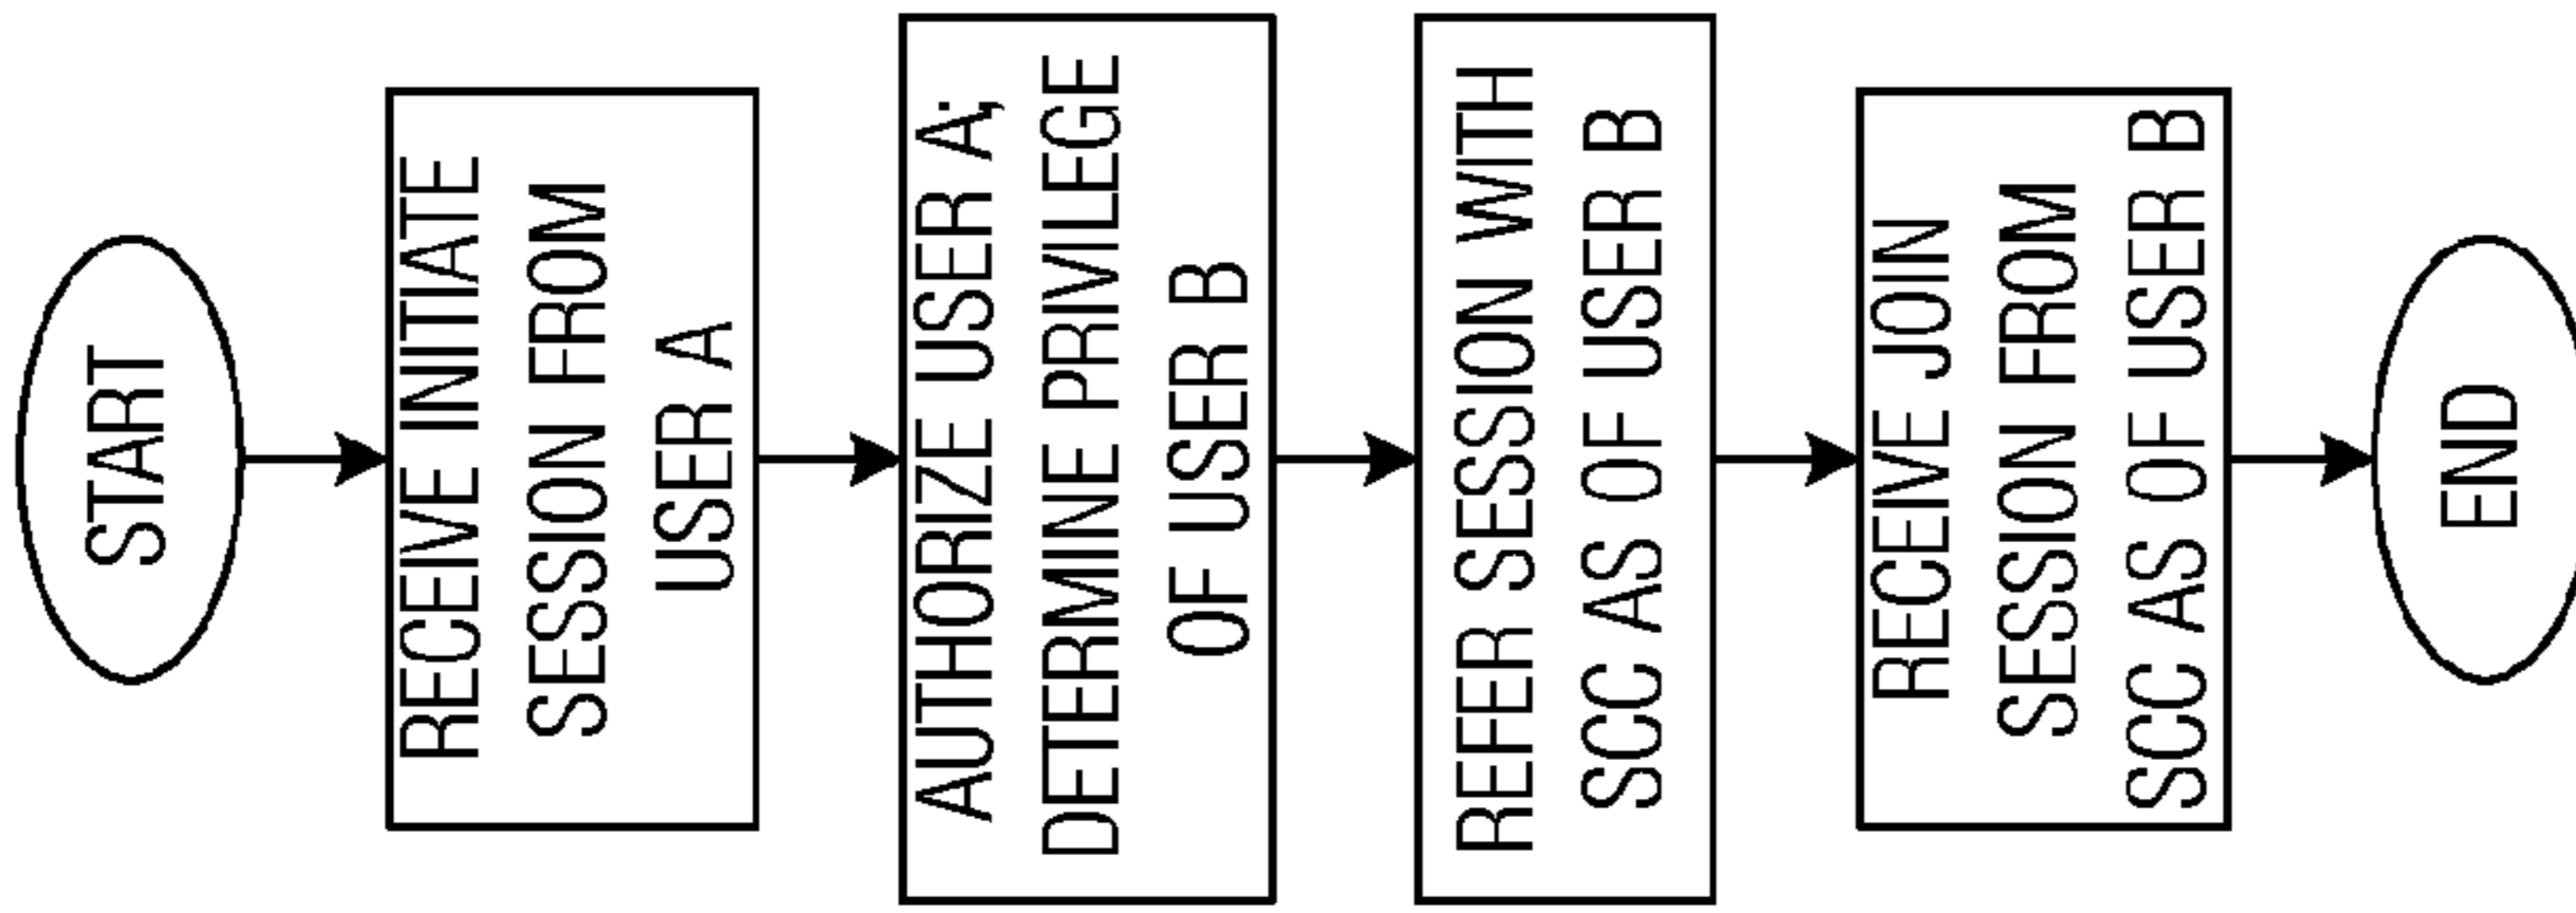 START
RECEIVE INITIATE
SESSION FROM
USER A
AUTHORIZE USER A;
DETERMINE PRIVILEGE
OF USER B
REFER SESSION WITH
SCC AS OF USER B
RECEIVE JOIN
SESSION FROM
SCC AS OF USER B
END